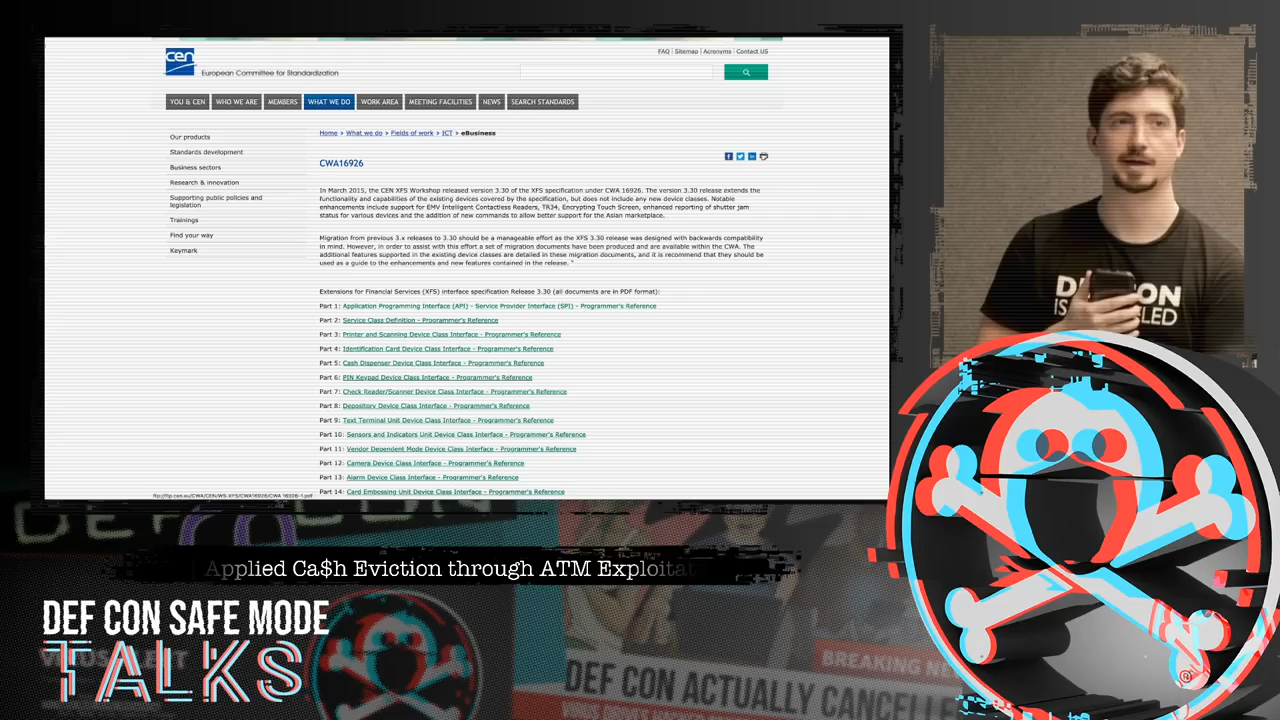 cen
European Committee for Standardization
FAQ | Sitemap | Acronyms | Contact US
YOU & CEN
WHO WE ARE
MEMBERS
WHAT WE DO
WORK AREA
MEETING FACILITIES
NEWS
SEARCH STANDARDS
Our products
Standards development
Business sectors
Research & innovation
Supporting public policies and
legislation
Trainings
Find your way
Keymark
Home > What we do > Fields of work > ICT > eBusiness
CWA16926
In March 2015, the CEN XFS Workshop released version 3.30 of the XFS specification under CWA 16926. The version 3.30 release extends the
functionality and capabilities of the existing devices covered by the specification, but does not include any new device classes. Notable
enhancements include support for EMV Intelligent Contactless Readers, TR34, Encrypting Touch Screen, enhanced reporting of shutter jam
status for various devices and the addition of new commands to allow better support for the Asian marketplace.
Migration from previous 3.x releases to 3.30 should be a manageable effort as the XFS 3.30 release was designed with backwards compatibility
in mind. However, in order to assist with this effort a set of migration documents have been produced and are available within the CWA. The
additional features supported in the existing device classes are detailed in these migration documents, and it is recommend that they should be
used as a guide to the enhancements and new features contained in the release. "
Extensions for Financial Services (XFS) interface specification Release 3.30 (all documents are in PDF format):
Part 1: Application Programming Interface (API) - Service Provider Interface (SPI) - Programmer's Reference
Part 2: Service Class Definition - Programmer's Reference
Part 3: Printer and Scanning Device Class Interface - Programmer's Reference
Part 4: Identification Card Device Class Interface - Programmer's Reference
Part 5: Cash Dispenser Device Class Interface - Programmer's Reference
Part 6: PIN Keypad Device Class Interface - Programmer's Reference
Part 7: Check Reader/Scanner Device Class Interface - Programmer's Reference
Part 8: Depository Device Class Interface - Programmer's Reference
Part 9: Text Terminal Unit Device Class Interface - Programmer's Reference
Part 10: Sensors and Indicators Unit Device Class Interface - Programmer's Reference
Part 11: Vendor Dependent Mode Device Class Interface - Programmer's Reference
Part 12: Camera Device Class Interface - Programmer's Reference
Part 13: Alarm Device Class Interface - Programmer's Reference
Part 14: Card Embossing Unit Device Class Interface - Programmer's Reference
ftp://ftp.cen.eu/CWA/CEN/WS-XFS/CWA16926/CWA 16926-1.pdf
DEF CON
IS
Applied Ca$h Eviction through ATM Exploitat
DEF CON SAFE MODE
TALKS
BREAKING NE
DEF CON ACTUALLY CANCELLE
®